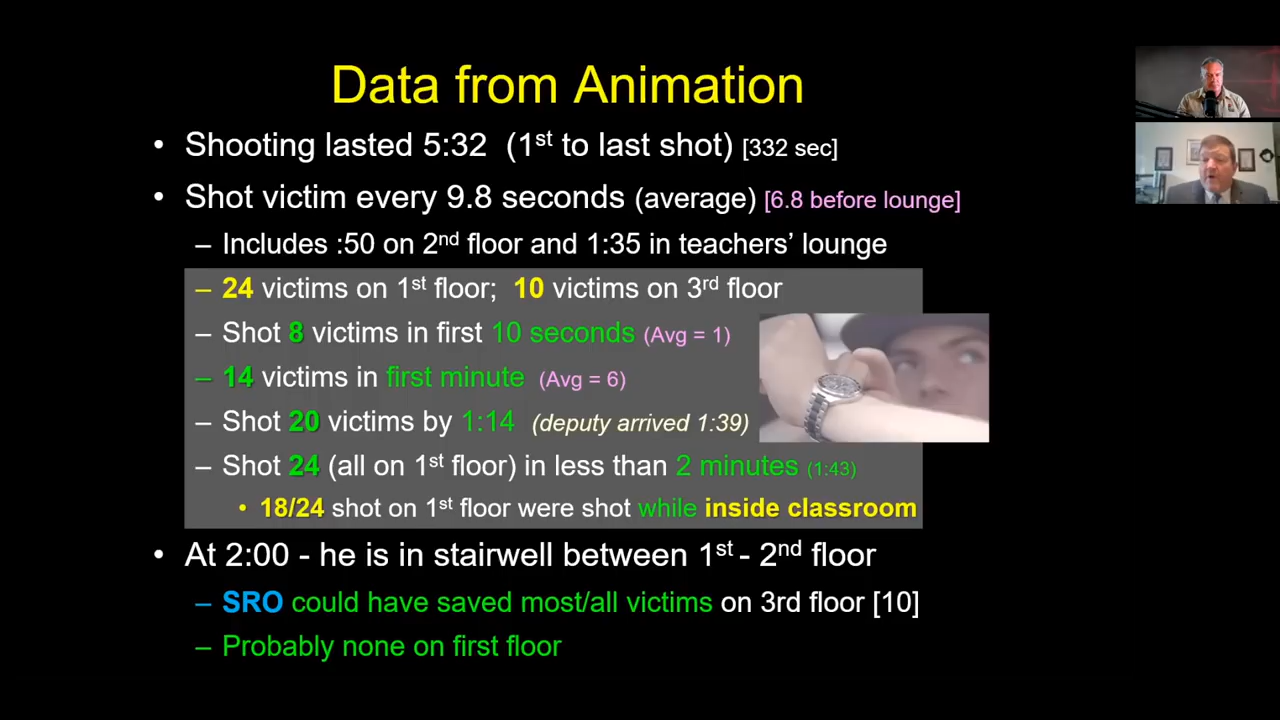 Data from Animation
• Shooting lasted 5:32 (1st to last shot) [332 sec]
• Shot victim every 9.8 seconds (average) [6.8 before lounge]
– Includes :50 on 2nd floor and 1:35 in teachers’ lounge
– 24 victims on 1st floor; 10 victims on 3rd floor
– Shot 8 victims in first 10 seconds (Avg = 1)
– 14 victims in first minute (Avg = 6)
– Shot 20 victims by 1:14 (deputy arrived 1:39)
– Shot 24 (all on 1st floor) in less than 2 minutes (1:43)
• 18/24 shot on 1st floor were shot while inside classroom
• At 2:00 - he is in stairwell between 1st - 2nd floor
– SRO could have saved most/all victims on 3rd floor [10]
– Probably none on first floor